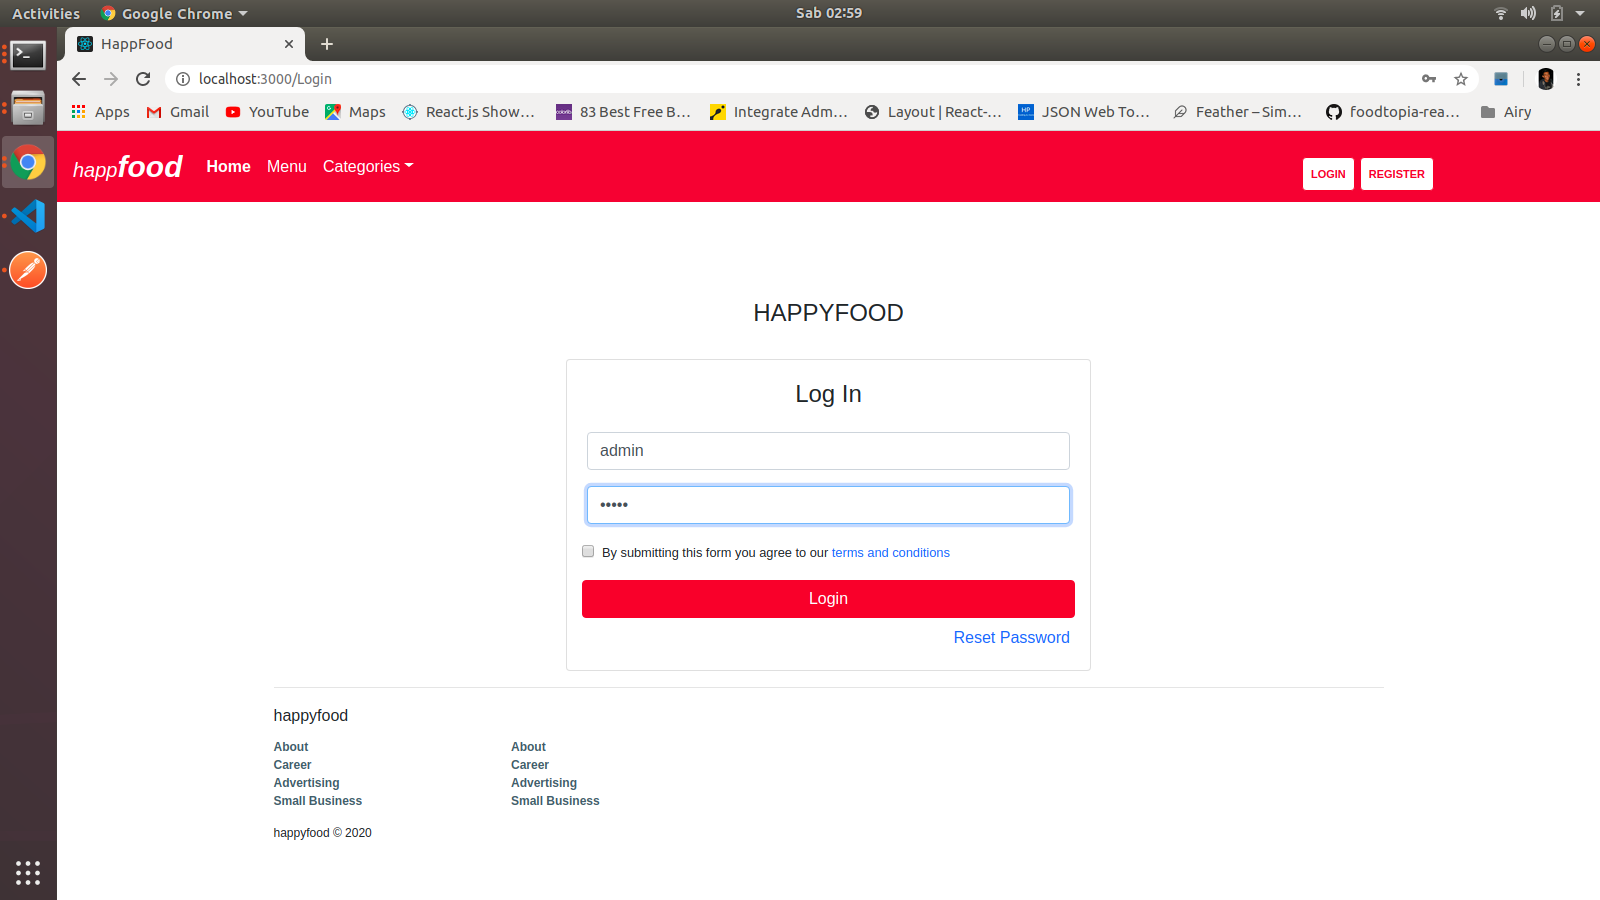 Activities Google Chrome Sab 02:59
HappFood
localhost:3000/Login
Apps Gmail YouTube Maps React.js Show... 83 Best Free B... Integrate Adm... Layout | React-... JSON Web To... Feather – Sim... foodtopia-rea... Airy
happfood Home Menu Categories LOGIN REGISTER
HAPPYFOOD
Log In
admin
•••••
By submitting this form you agree to our terms and conditions
Login
Reset Password
happyfood
About About
Career Career
Advertising Advertising
Small Business Small Business
happyfood © 2020